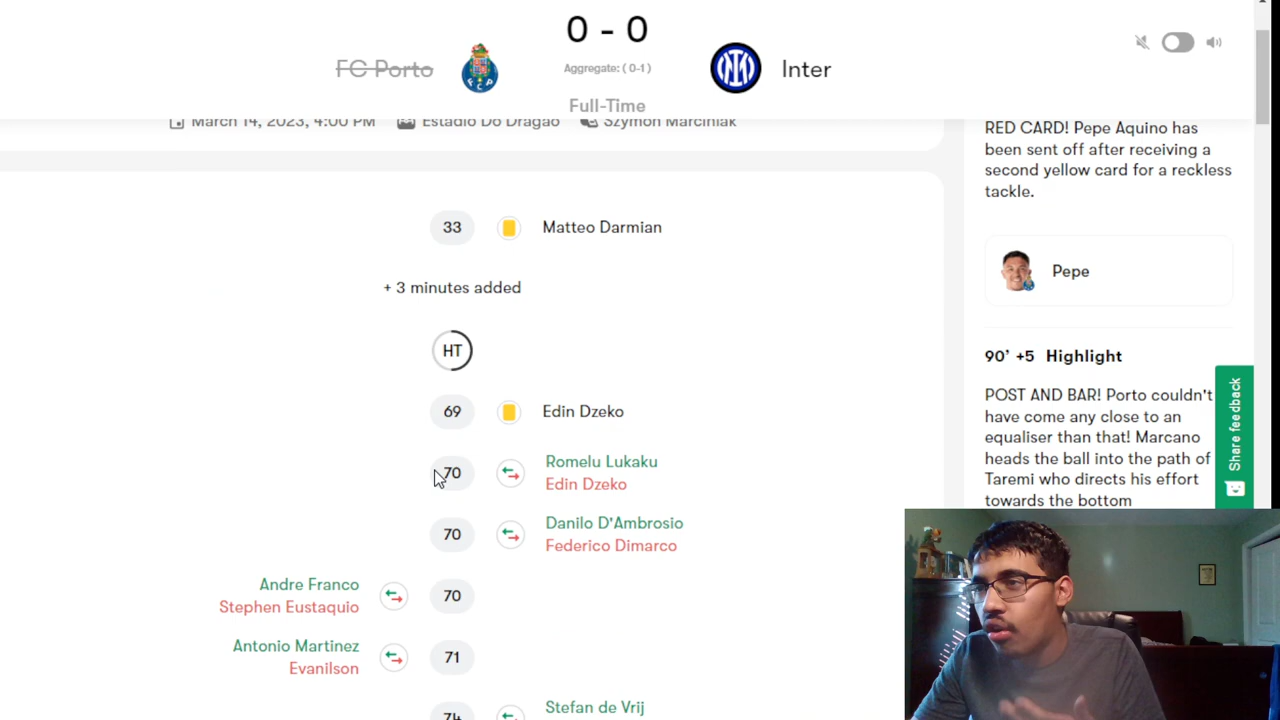 0 - 0
FC Porto
Aggregate: ( 0-1 )
Inter
Full-Time
March 14, 2023, 4:00 PM
Estadio Do Dragao
Szymon Marciniak
33
Matteo Darmian
+ 3 minutes added
HT
69
Edin Dzeko
70
Romelu Lukaku
Edin Dzeko
70
Danilo D'Ambrosio
Federico Dimarco
Andre Franco
Stephen Eustaquio
70
Antonio Martinez
Evanilson
71
74
Stefan de Vrij
RED CARD! Pepe Aquino has
been sent off after receiving a
second yellow card for a reckless
tackle.
Pepe
90' +5 Highlight
POST AND BAR! Porto couldn't
have come any close to an
equaliser than that! Marcano
heads the ball into the path of
Taremi who directs his effort
towards the bottom
Share feedback